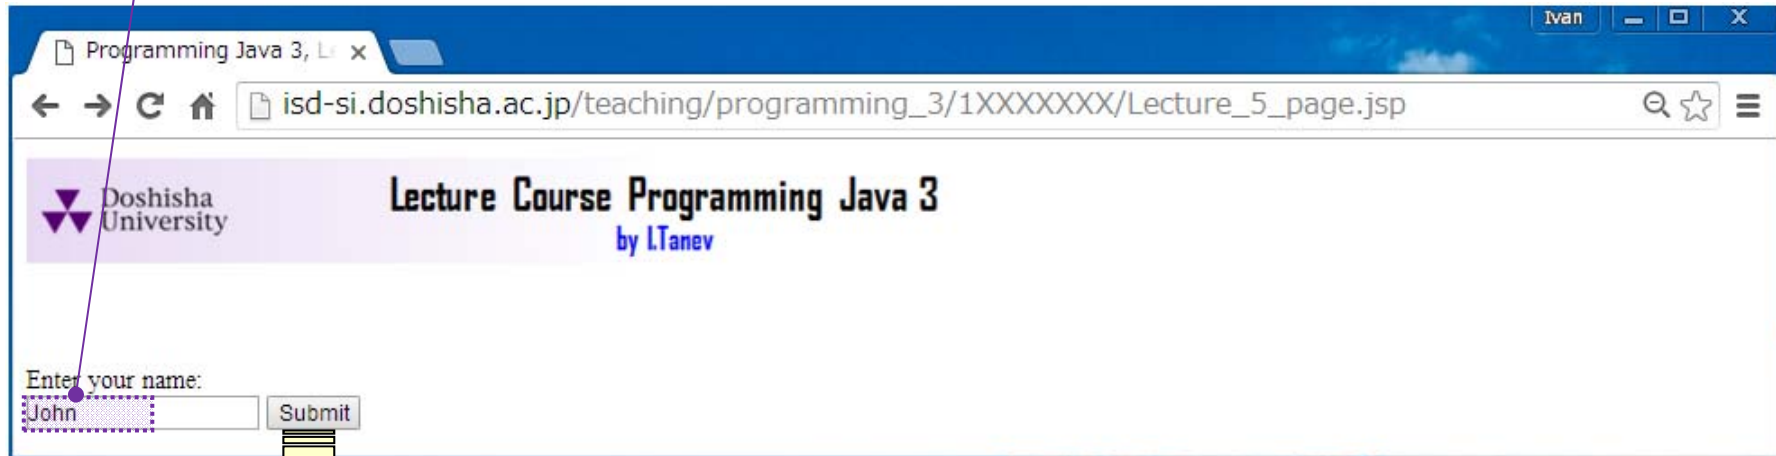 Ivan
Programming Java 3, L
isd-si.doshisha.ac.jp/teaching/programming_3/1XXXXXXX/Lecture_5_page.jsp
Doshisha
University
Lecture Course Programming Java 3
by I.Tanev
Enter your name:
John Submit